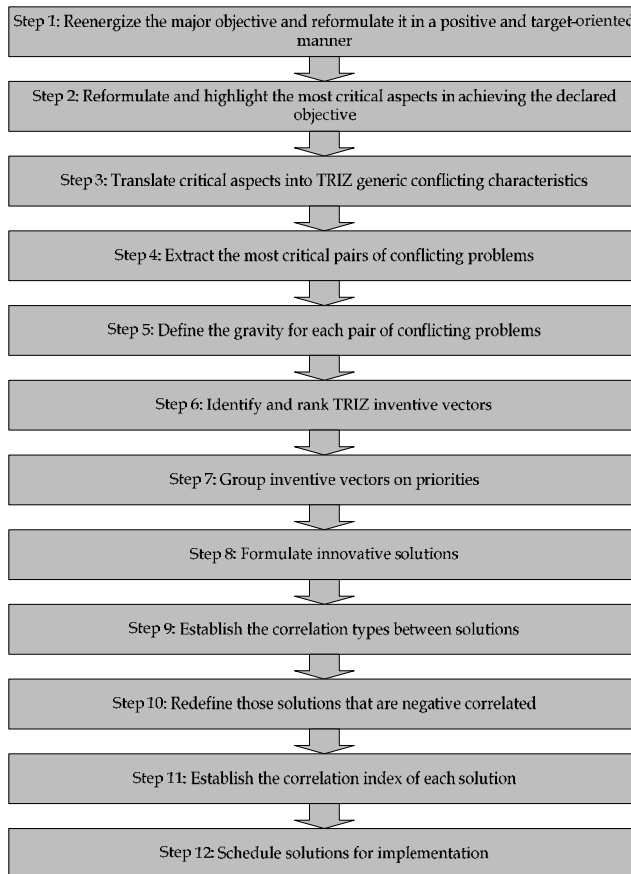 Step 1: Reenergize the major objective and reformulate it in a positive and target-oriented
manner
Step 2: Reformulate and highlight the most critical aspects in achieving the declared
objective
Step 3: Translate critical aspects into TRIZ generic conflicting characteristics
Step 4: Extract the most critical pairs of conflicting problems
Step 5: Define the gravity for each pair of conflicting problems
Step 6: Identify and rank TRIZ inventive vectors
Step 7: Group inventive vectors on priorities
Step 8: Formulate innovative solutions
Step 9: Establish the correlation types between solutions
Step 10: Redefine those solutions that are negative correlated
Step 11: Establish the correlation index of each solution
Step 12: Schedule solutions for implementation